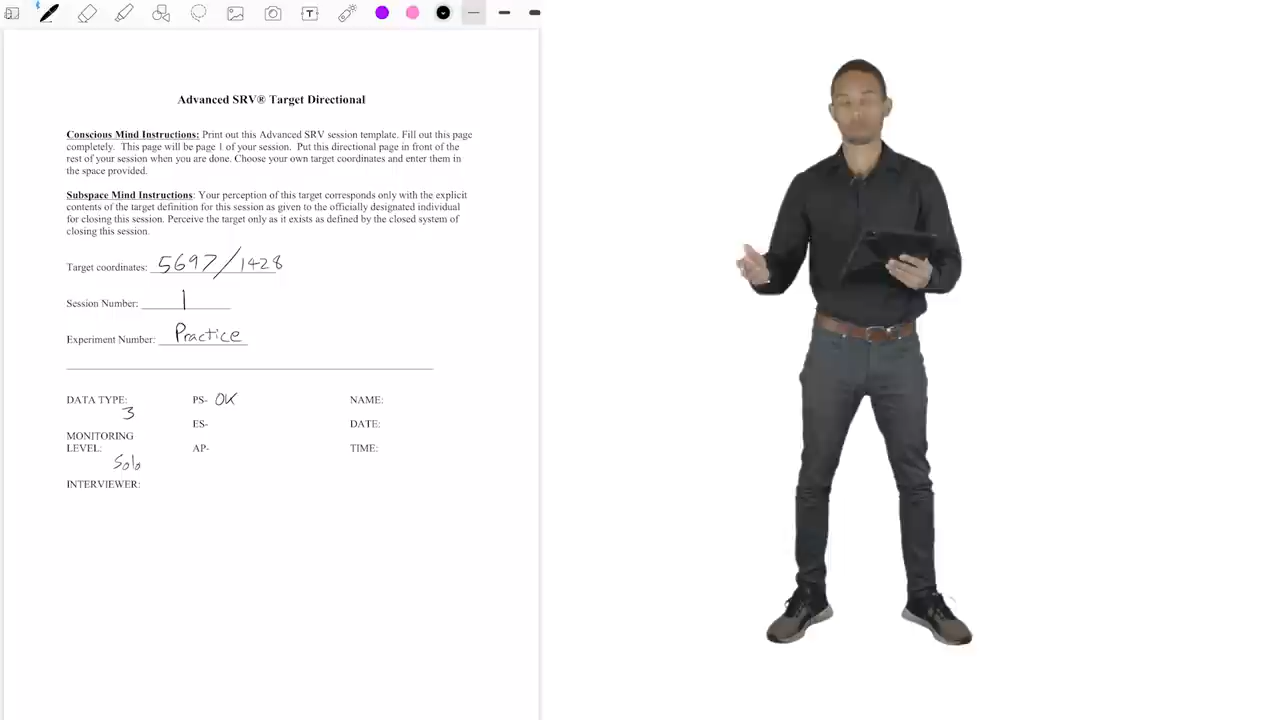 Advanced SRV® Target Directional
Conscious Mind Instructions: Print out this Advanced SRV session template. Fill out this page
completely. This page will be page 1 of your session. Put this directional page in front of the
rest of your session when you are done. Choose your own target coordinates and enter them in
the space provided.
Subspace Mind Instructions: Your perception of this target corresponds only with the explicit
contents of the target definition for this session as given to the officially designated individual
for closing this session. Perceive the target only as it exists as defined by the closed system of
closing this session.
Target coordinates: 5697/1428
Session Number: 1
Experiment Number: Practice
DATA TYPE: 3
PS- OK
NAME:
ES-
DATE:
MONITORING
LEVEL: Solo
AP-
TIME:
INTERVIEWER: